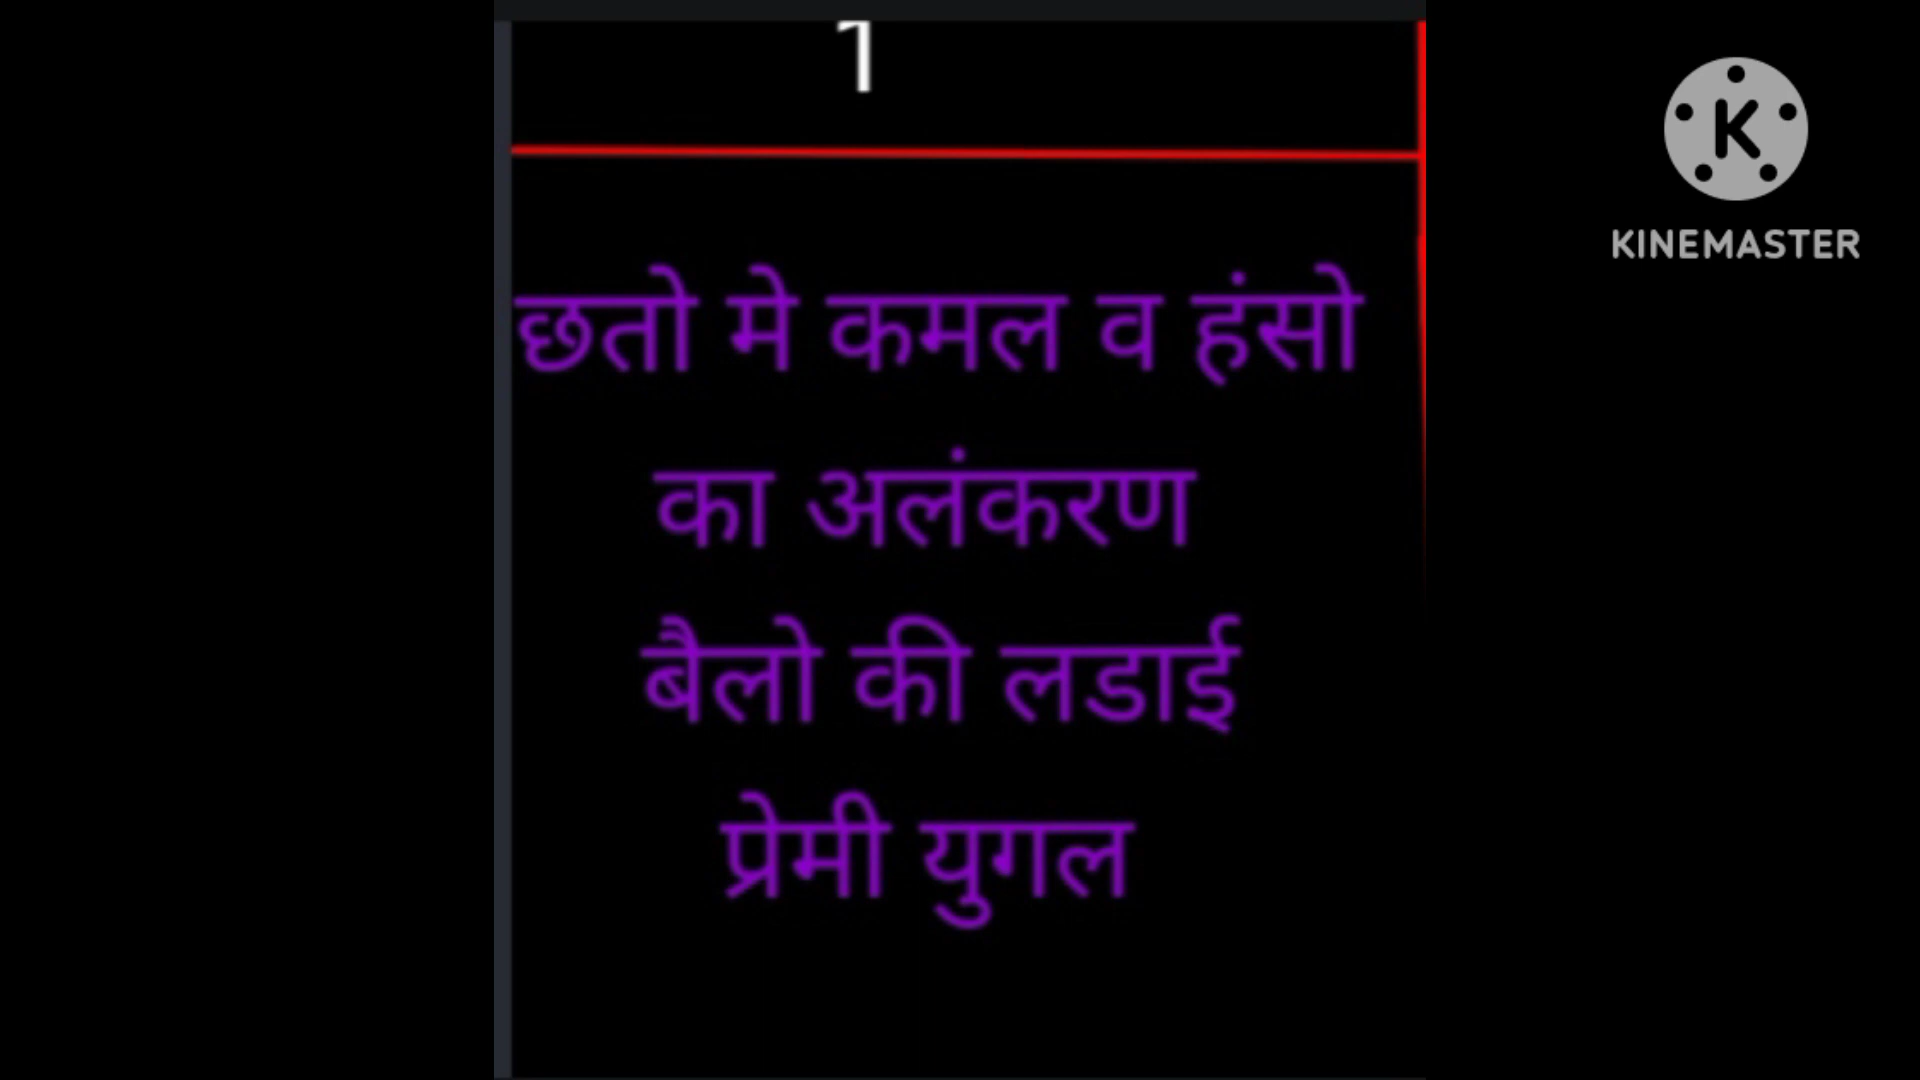 1
KINEMASTER
छतो मे कमल व हंसो
का अलंकरण
बैलो की लडाई
प्रेमी युगल